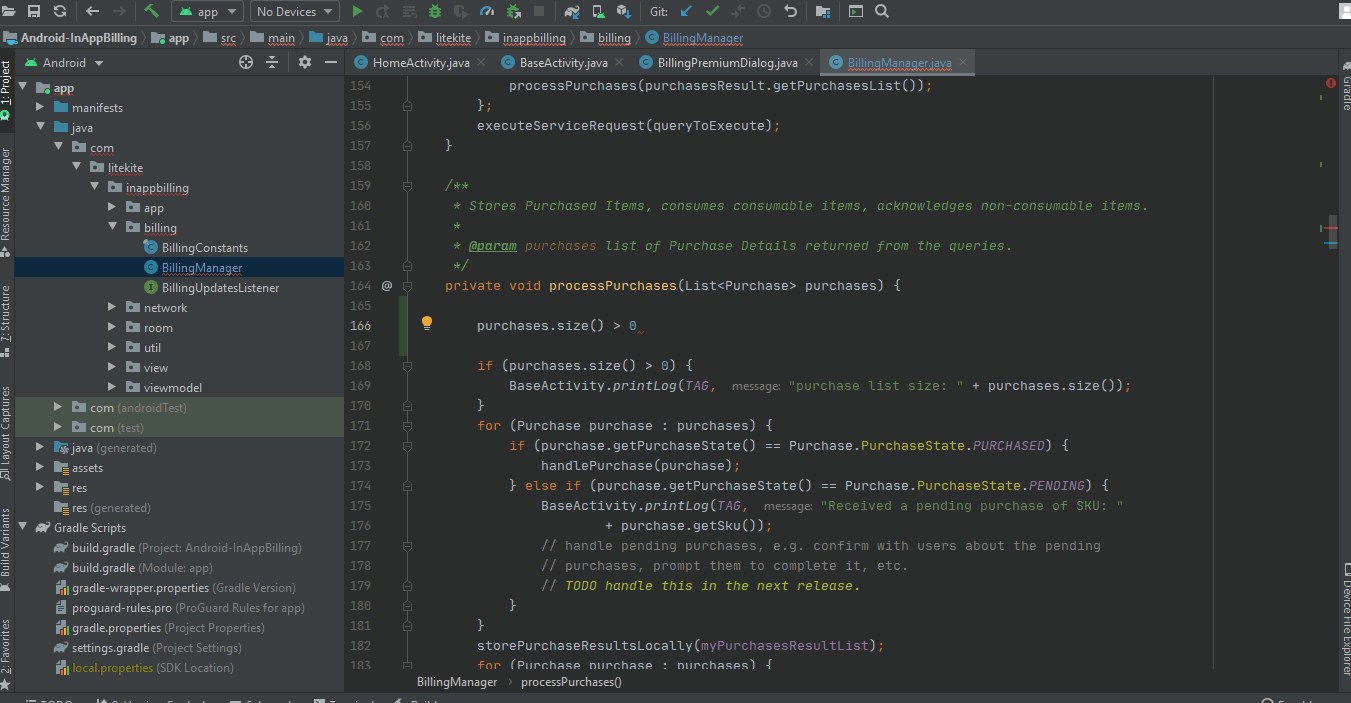 app
No Devices
Git:
Android-InAppBilling
app
src
main
java
com
litekite
inappbilling
billing
BillingManager
Android
HomeActivity.java
BaseActivity.java
BillingPremiumDialog.java
BillingManager.java
1: Project
Resource Manager
7: Structure
Layout Captures
Build Variants
2: Favorites
app
manifests
java
com
litekite
inappbilling
app
billing
BillingConstants
BillingManager
BillingUpdatesListener
network
room
util
view
viewmodel
com (androidTest)
com (test)
java (generated)
assets
res
res (generated)
Gradle Scripts
build.gradle (Project: Android-InAppBilling)
build.gradle (Module: app)
gradle-wrapper.properties (Gradle Version)
proguard-rules.pro (ProGuard Rules for app)
gradle.properties (Project Properties)
settings.gradle (Project Settings)
local.properties (SDK Location)
154 processPurchases(purchasesResult.getPurchasesList());
155 };
156 executeServiceRequest(queryToExecute);
157 }
158
159 /**
160 * Stores Purchased Items, consumes consumable items, acknowledges non-consumable items.
161 *
162 * @param purchases list of Purchase Details returned from the queries.
163 */
164 @ private void processPurchases(List<Purchase> purchases) {
165
166 purchases.size() > 0
167
168 if (purchases.size() > 0) {
169 BaseActivity.printLog(TAG, message: "purchase list size: " + purchases.size());
170 }
171 for (Purchase purchase : purchases) {
172 if (purchase.getPurchaseState() == Purchase.PurchaseState.PURCHASED) {
173 handlePurchase(purchase);
174 } else if (purchase.getPurchaseState() == Purchase.PurchaseState.PENDING) {
175 BaseActivity.printLog(TAG, message: "Received a pending purchase of SKU: "
176 + purchase.getSku());
177 // handle pending purchases, e.g. confirm with users about the pending
178 // purchases, prompt them to complete it, etc.
179 // TODO handle this in the next release.
180 }
181 }
182 storePurchaseResultsLocally(myPurchasesResultList);
183 for (Purchase purchase : purchases) {
BillingManager
processPurchases()
Gradle
Device File Explorer